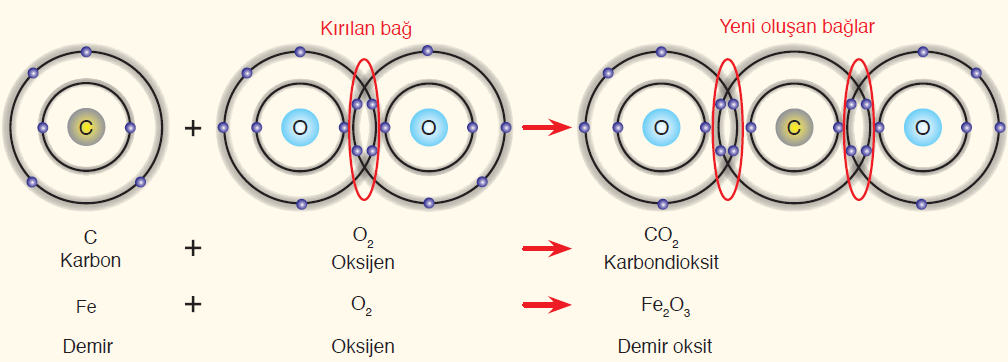 Kırılan bağ
Yeni oluşan bağlar
C + O O → O C O
C + O₂ → CO₂
Karbon Oksijen Karbondioksit
Fe + O₂ → Fe₂O₃
Demir Oksijen Demir oksit